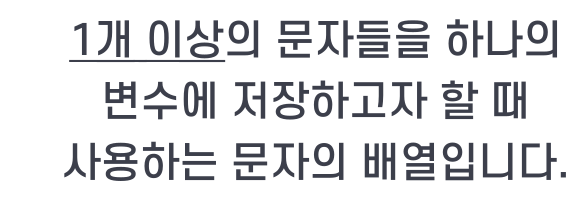 1개 이상의 문자들을 하나의
변수에 저장하고자 할 때
사용하는 문자의 배열입니다.